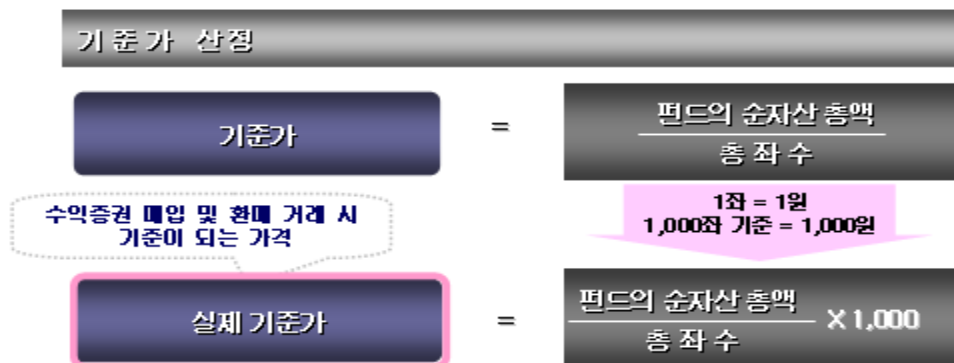 기준가 산정
기준가
=
펀드의 순자산 총액
총 좌 수
수익증권 매입 및 환매 거래 시
기준이 되는 가격
1좌 = 1원
1,000좌 기준 = 1,000원
실제 기준가
=
펀드의 순자산 총액
총 좌 수
X 1,000